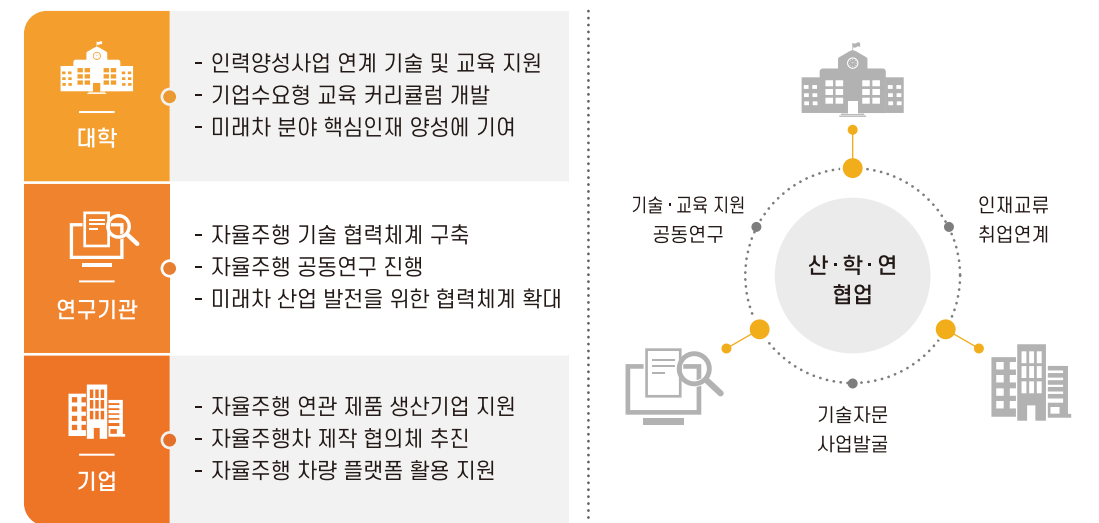 대학
- 인력양성사업 연계 기술 및 교육 지원
- 기업수요형 교육 커리큘럼 개발
- 미래차 분야 핵심인재 양성에 기여
연구기관
- 자율주행 기술 협력체계 구축
- 자율주행 공동연구 진행
- 미래차 산업 발전을 위한 협력체계 확대
기업
- 자율주행 연관 제품 생산기업 지원
- 자율주행차 제작 협의체 추진
- 자율주행 차량 플랫폼 활용 지원
기술·교육 지원
공동연구
인재교류
취업연계
산·학·연
협업
기술자문
사업발굴